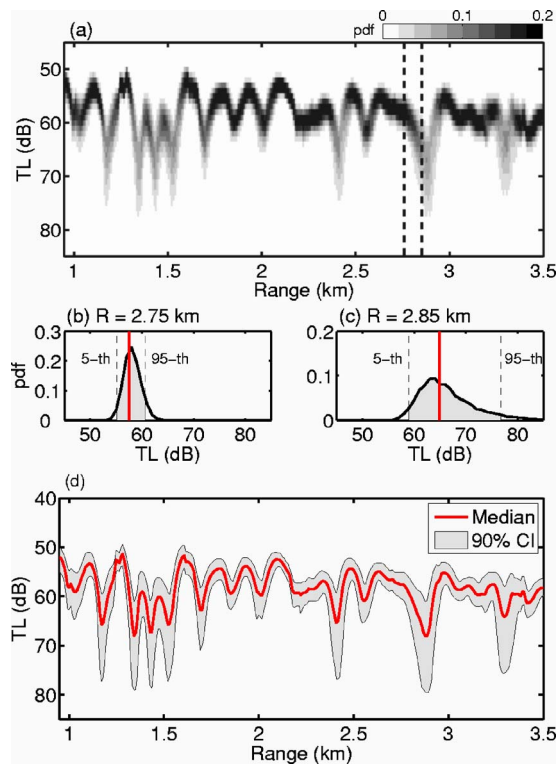 0 0.1 0.2
pdf
(a)
50
60
70
80
TL (dB)
1 1.5 2 2.5 3 3.5
Range (km)
(b) R = 2.75 km
(c) R = 2.85 km
0.3
0.2
0.1
0
pdf
5-th
95-th
50 60 70 80
TL (dB)
0.2
0.1
0
5-th
95-th
50 60 70 80
TL (dB)
(d)
40
50
60
70
80
TL (dB)
Median
90% CI
1 1.5 2 2.5 3 3.5
Range (km)